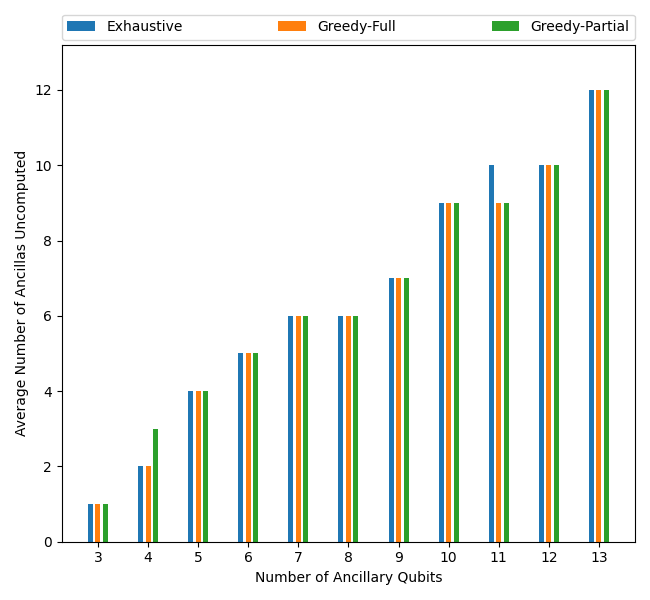 Exhaustive Greedy-Full Greedy-Partial
Average Number of Ancillas Uncomputed
12
10
8
6
4
2
0
3 4 5 6 7 8 9 10 11 12 13
Number of Ancillary Qubits